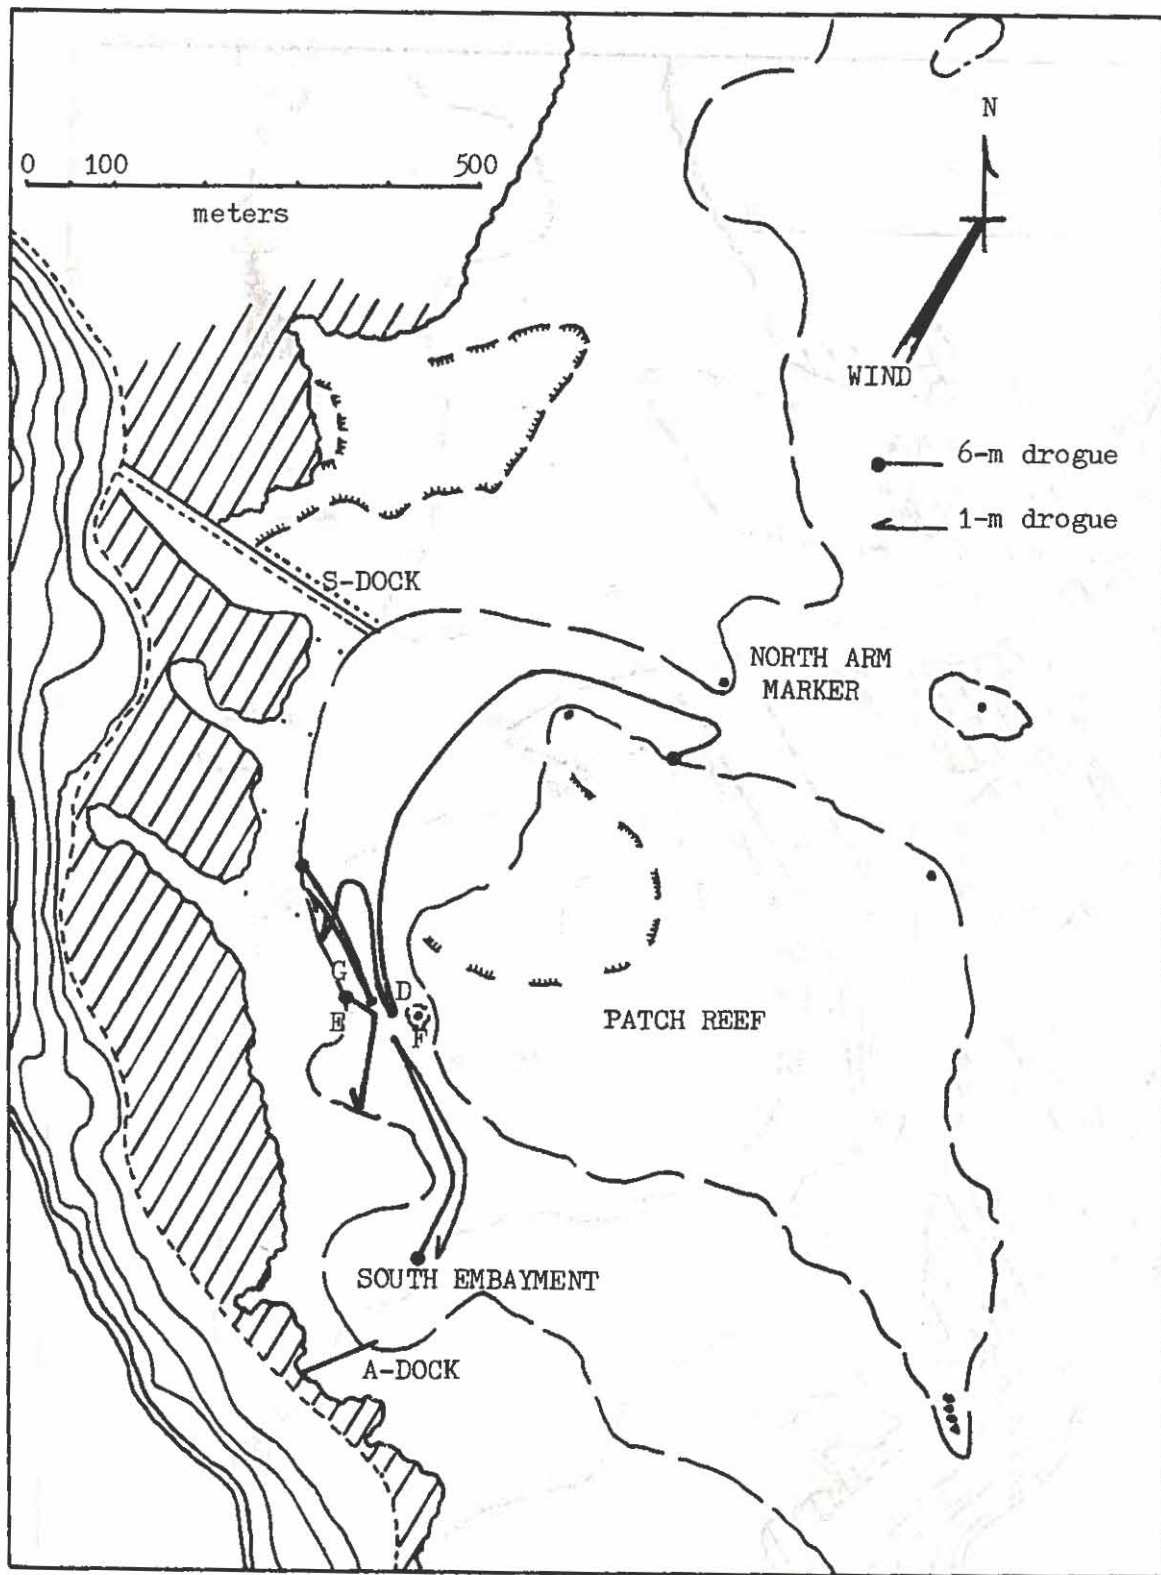 N
0 100 500
meters
WIND
6-m drogue
1-m drogue
S-DOCK
NORTH ARM
MARKER
G
D
E
F
PATCH REEF
SOUTH EMBAYMENT
A-DOCK